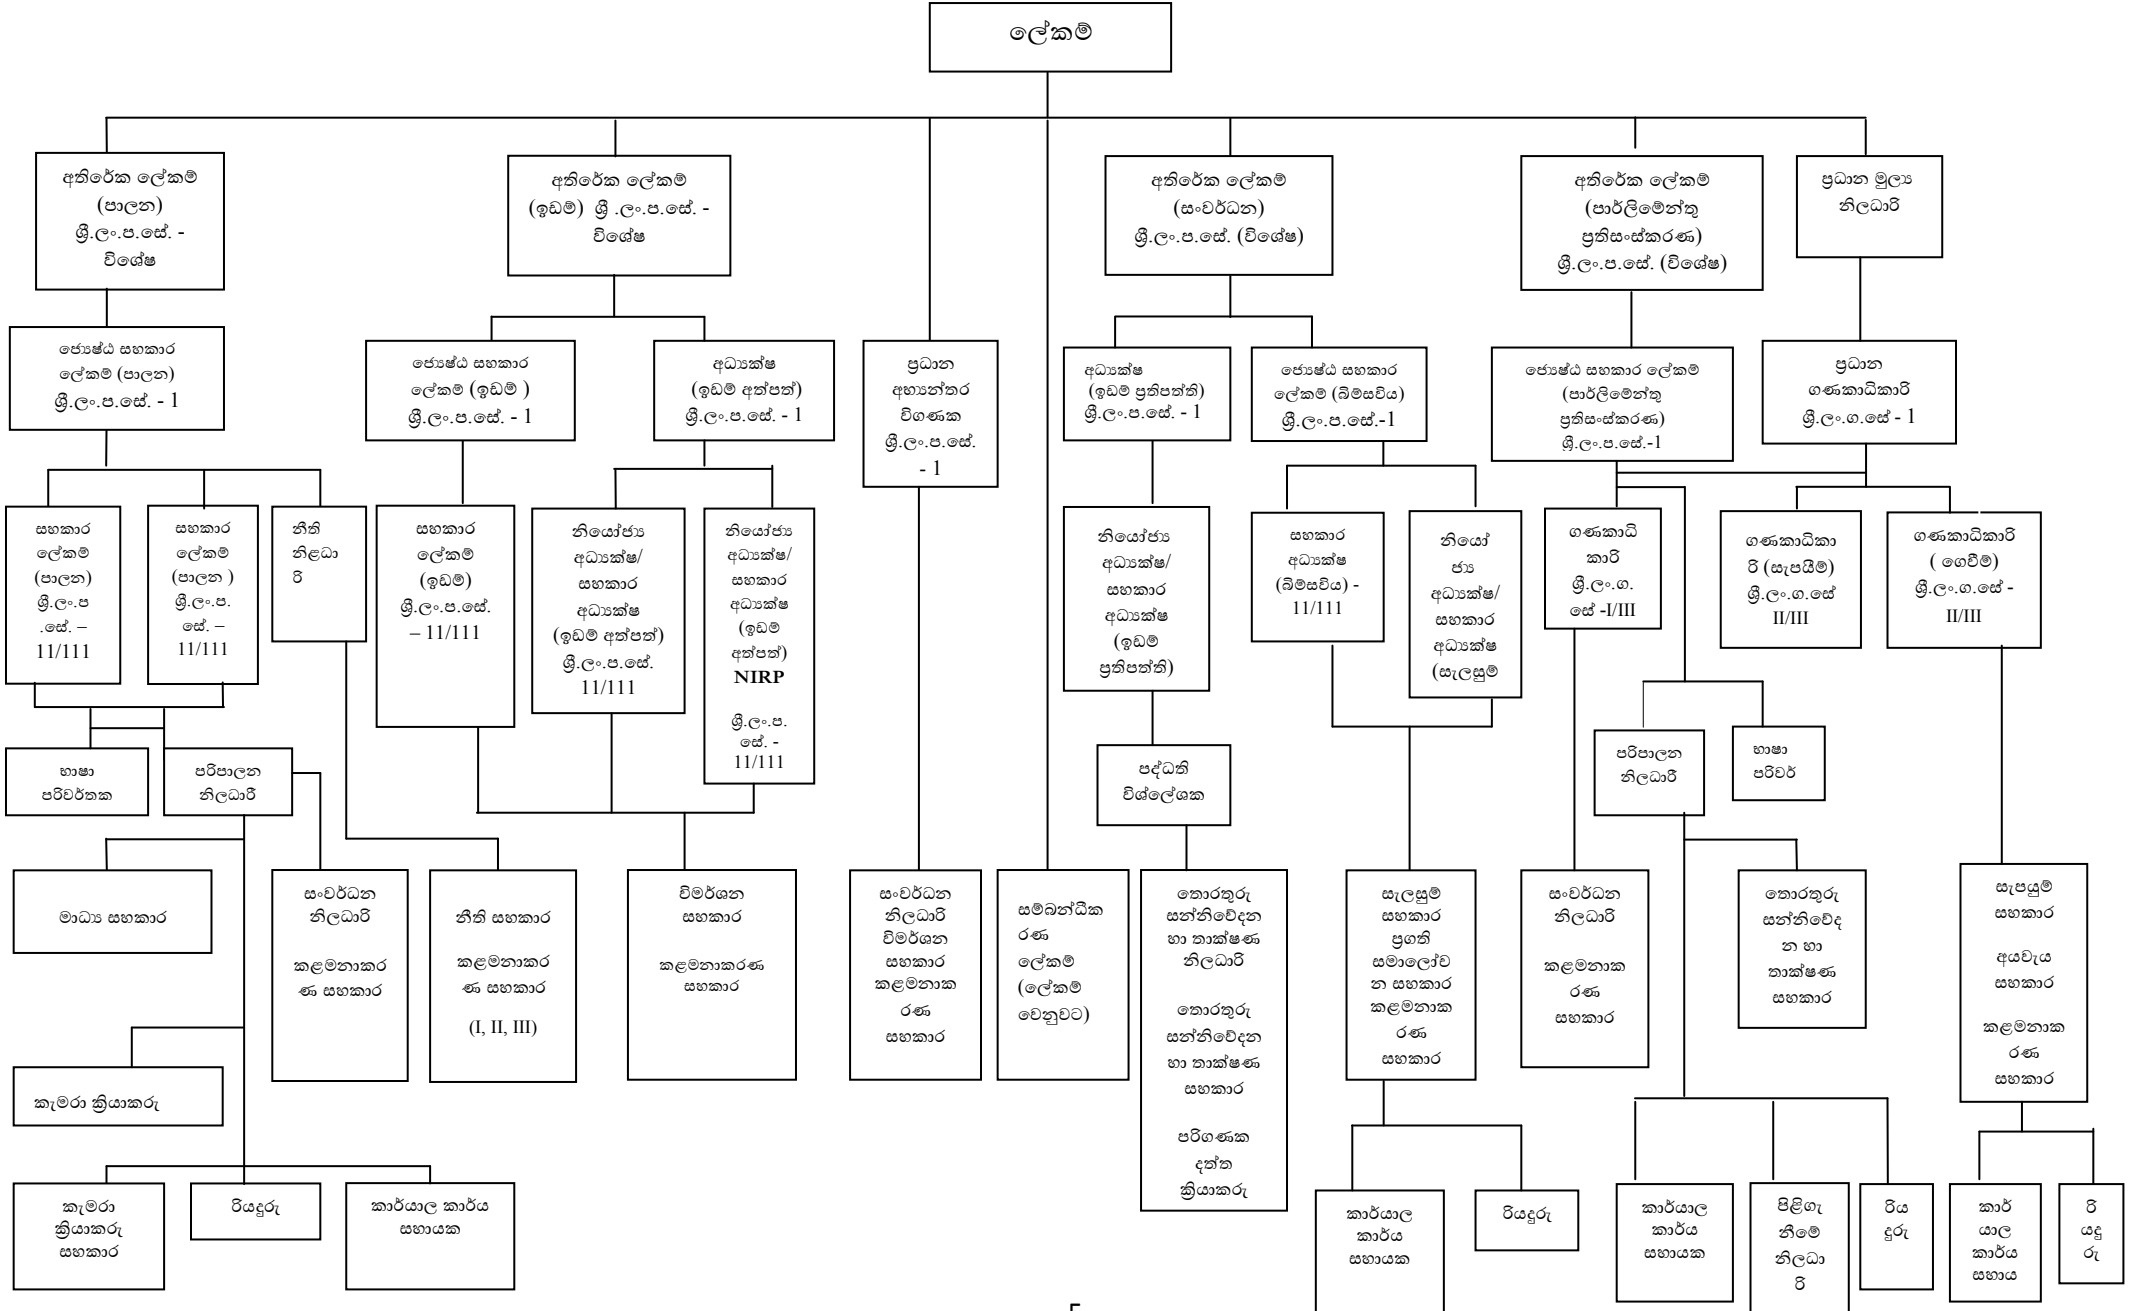 ලේකම්
අතිරේක ලේකම්
(පාලන)
ශ්‍රී.ලං.ප.සේ. -
විශේෂ
අතිරේක ලේකම්
(ඉඩම්) ශ්‍රී .ලං.ප.සේ. -
විශේෂ
අතිරේක ලේකම්
(සංවර්ධන)
ශ්‍රී.ලං.ප.සේ. (විශේෂ)
අතිරේක ලේකම්
(පාර්ලිමේන්තු
ප්‍රතිසංස්කරණ)
ශ්‍රී.ලං.ප.සේ. (විශේෂ)
ප්‍රධාන මුල්‍ය
නිලධාරි
ජ්‍යෙෂ්ඨ සහකාර
ලේකම් (පාලන)
ශ්‍රී.ලං.ප.සේ. - 1
ජ්‍යෙෂ්ඨ සහකාර
ලේකම් (ඉඩම් )
ශ්‍රී.ලං.ප.සේ. - 1
අධ්‍යක්ෂ
(ඉඩම් අත්පත්)
ශ්‍රී.ලං.ප.සේ. - 1
ප්‍රධාන
අභ්‍යන්තර
විගණක
ශ්‍රී.ලං.ප.සේ.
- 1
අධ්‍යක්ෂ
(ඉඩම් ප්‍රතිපත්ති)
ශ්‍රී.ලං.ප.සේ. - 1
ජ්‍යෙෂ්ඨ සහකාර
ලේකම් (බිම්සවිය)
ශ්‍රී.ලං.ප.සේ.-1
ජ්‍යෙෂ්ඨ සහකාර ලේකම්
(පාර්ලිමේන්තු
ප්‍රතිසංස්කරණ)
ශ්‍රී.ලං.ප.සේ.-1
ප්‍රධාන
ගණකාධිකාරි
ශ්‍රී.ලං.ග.සේ - 1
සහකාර
ලේකම්
(පාලන)
ශ්‍රී.ලං.ප
.සේ. –
11/111
සහකාර
ලේකම්
(පාලන )
ශ්‍රී.ලං.ප.
සේ. –
11/111
නීති
නිළධා
රි
සහකාර
ලේකම්
(ඉඩම්)
ශ්‍රී.ලං.ප.සේ.
– 11/111
නියෝජ්‍ය
අධ්‍යක්ෂ/
සහකාර
අධ්‍යක්ෂ
(ඉඩම් අත්පත්)
ශ්‍රී.ලං.ප.සේ.
11/111
නියෝජ්‍ය
අධ්‍යක්ෂ/
සහකාර
අධ්‍යක්ෂ
(ඉඩම්
අත්පත්)
NIRP
ශ්‍රී.ලං.ප.
සේ. -
11/111
නියෝජ්‍ය
අධ්‍යක්ෂ/
සහකාර
අධ්‍යක්ෂ
(ඉඩම්
ප්‍රතිපත්ති)
සහකාර
අධ්‍යක්ෂ
(බිම්සවිය) -
11/111
නියෝ
ජ්‍ය
අධ්‍යක්ෂ/
සහකාර
අධ්‍යක්ෂ
(සැලසුම්
ගණකාධි
කාරි
ශ්‍රී.ලං.ග.
සේ -I/III
ගණකාධිකා
රි (සැපයීම්)
ශ්‍රී.ලං.ග.සේ
II/III
ගණකාධිකාරි
( ගෙවීම්)
ශ්‍රී.ලං.ග.සේ -
II/III
භාෂා
පරිවර්තක
පරිපාලන
නිලධාරී
පද්ධති
විශ්ලේශක
පරිපාලන
නිලධාරී
භාෂා
පරිවර්
මාධ්‍ය සහකාර
සංවර්ධන
නිලධාරි
කළමනාකර
ණ සහකාර
නීති සහකාර
කළමනාකර
ණ සහකාර
(I, II, III)
විමර්ශන
සහකාර
කළමනාකරණ
සහකාර
සංවර්ධන
නිලධාරි
විමර්ශන
සහකාර
කළමනාක
රණ
සහකාර
සම්බන්ධීක
රණ
ලේකම්
(ලේකම්
වෙනුවට)
තොරතුරු
සන්නිවේදන
හා තාක්ෂණ
නිලධාරි
තොරතුරු
සන්නිවේදන
හා තාක්ෂණ
සහකාර
පරිගණක
දත්ත
ක්‍රියාකරු
සැලසුම්
සහකාර
ප්‍රගති
සමාලෝච
න සහකාර
කළමනාක
රණ
සහකාර
සංවර්ධන
නිලධාරි
කළමනාක
රණ
සහකාර
තොරතුරු
සන්නිවේද
න හා
තාක්ෂණ
සහකාර
සැපයුම්
සහකාර
අයවැය
සහකාර
කළමනාක
රණ
සහකාර
කැමරා ක්‍රියාකරු
කැමරා
ක්‍රියාකරු
සහකාර
රියදුරු
කාර්යාල කාර්ය
සහායක
කාර්යාල
කාර්ය
සහායක
රියදුරු
කාර්යාල
කාර්ය
සහායක
පිළිගැ
නීමේ
නිලධා
රි
රිය
දුරු
කාර්
යාල
කාර්ය
සහාය
රි
යදු
රු